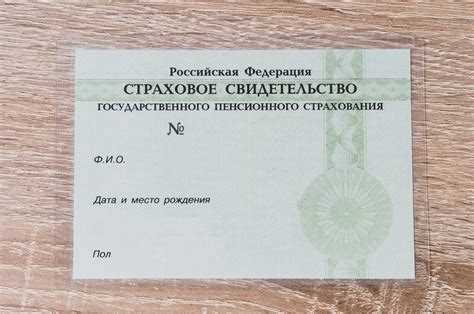 Российская Федерация
СТРАХОВОЕ СВИДЕТЕЛЬСТВО
ГОСУДАРСТВЕННОГО ПЕНСИОННОГО СТРАХОВАНИЯ
№
Ф.И.О.
Дата и место рождения
Пол